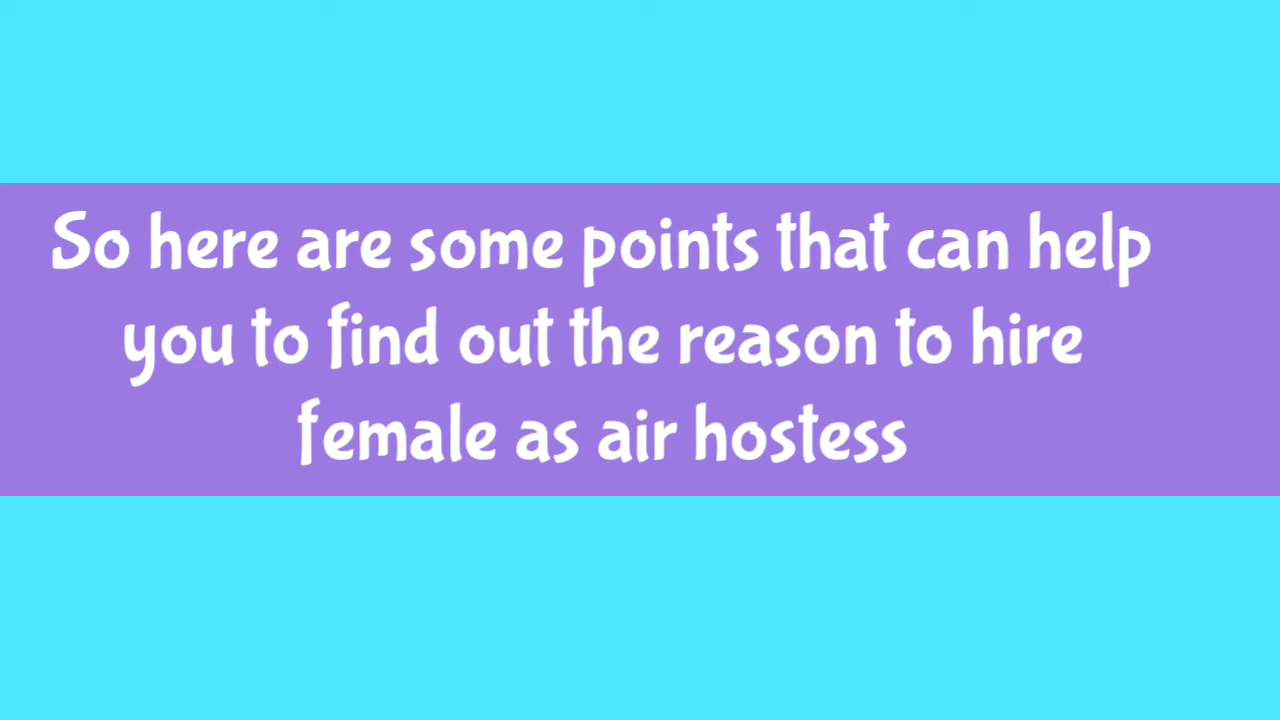 So here are some points that can help
you to find out the reason to hire
female as air hostess